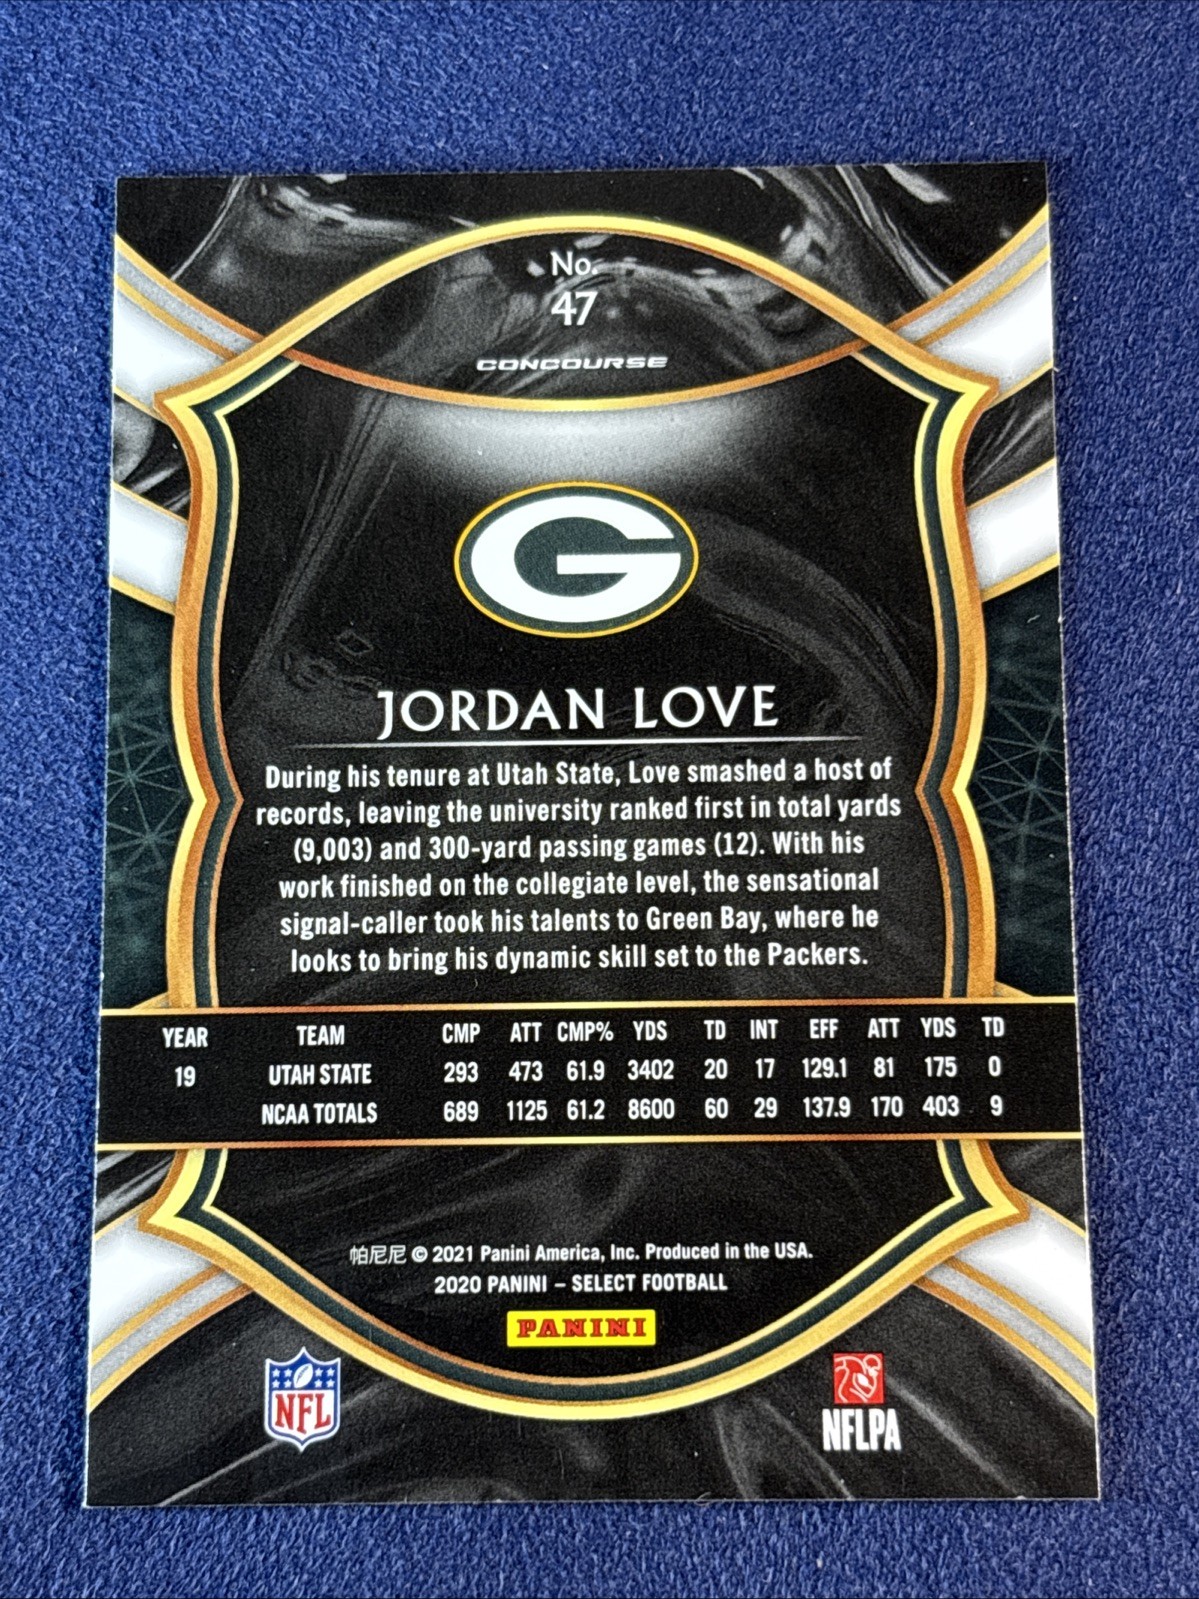 No.
47
CONCOURSE
G
JORDAN LOVE
During his tenure at Utah State, Love smashed a host of
records, leaving the university ranked first in total yards
(9,003) and 300-yard passing games (12). With his
work finished on the collegiate level, the sensational
signal-caller took his talents to Green Bay, where he
looks to bring his dynamic skill set to the Packers.
YEAR TEAM CMP ATT CMP% YDS TD INT EFF ATT YDS TD
19 UTAH STATE 293 473 61.9 3402 20 17 129.1 81 175 0
NCAA TOTALS 689 1125 61.2 8600 60 29 137.9 170 403 9
帕尼尼 © 2021 Panini America, Inc. Produced in the USA.
2020 PANINI – SELECT FOOTBALL
PANINI
NFL
NFLPA